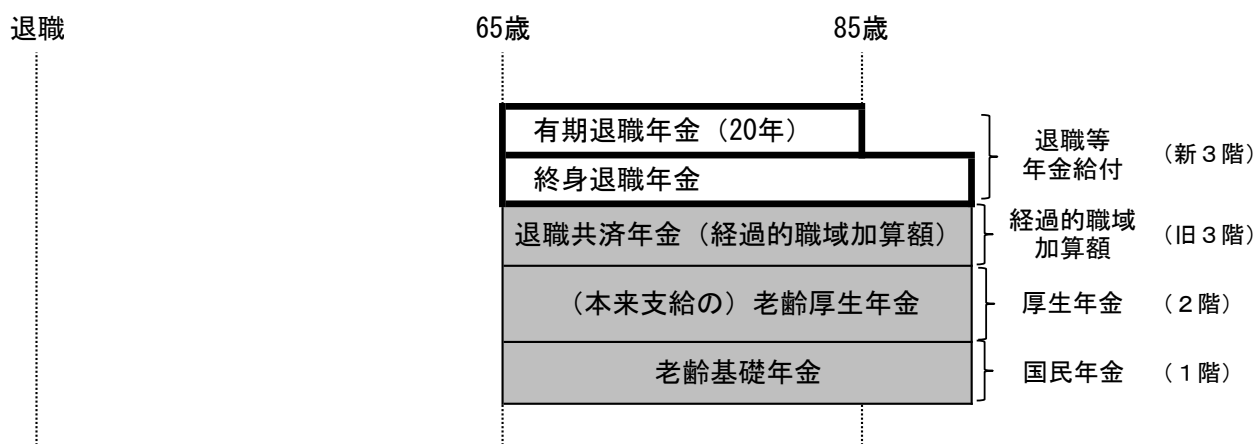 退職
65歳
85歳
有期退職年金（20年）
終身退職年金
退職等
年金給付
（新３階）
退職共済年金（経過的職域加算額）
経過的職域
加算額
（旧３階）
（本来支給の）老齢厚生年金
厚生年金
（２階）
老齢基礎年金
国民年金
（１階）